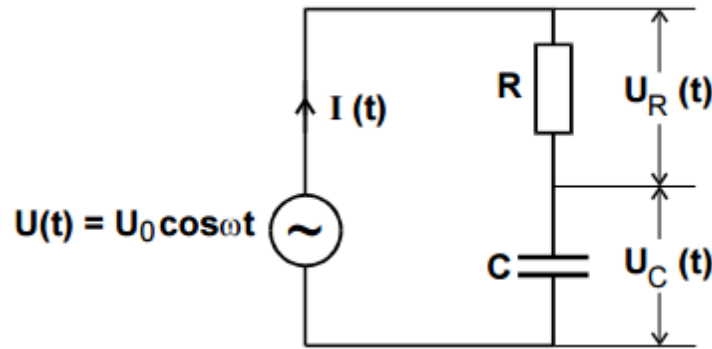 R
U_R (t)
I (t)
U(t) = U_0 cosωt
~
C
U_C (t)